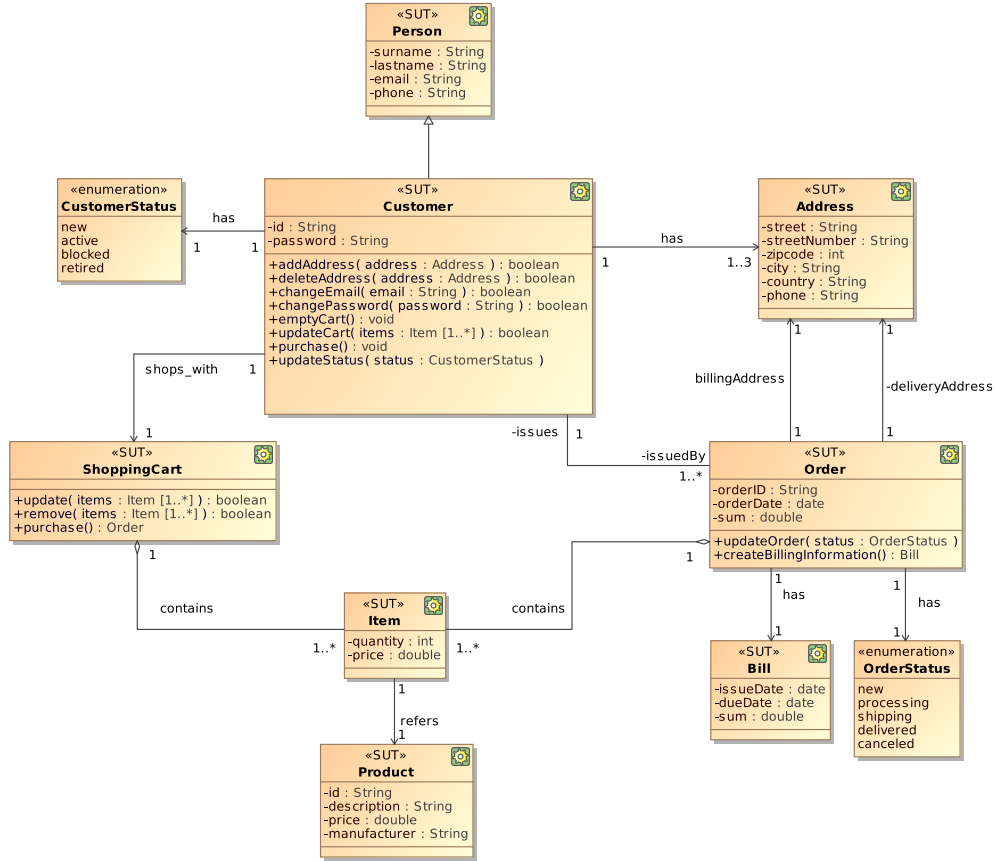 «SUT»
Person
-surname : String
-lastname : String
-email : String
-phone : String
«enumeration»
CustomerStatus
new
active
blocked
retired
has
1
1
«SUT»
Customer
-id : String
-password : String
+addAddress( address : Address ) : boolean
+deleteAddress( address : Address ) : boolean
+changeEmail( email : String ) : boolean
+changePassword( password : String ) : boolean
+emptyCart() : void
+updateCart( items : Item [1..*] ) : boolean
+purchase() : void
+updateStatus( status : CustomerStatus )
has
1
1..3
«SUT»
Address
-street : String
-streetNumber : String
-zipcode : int
-city : String
-country : String
-phone : String
shops_with
1
1
billingAddress
1
1
-deliveryAddress
1
1
-issues
1
-issuedBy
1..*
«SUT»
ShoppingCart
+update( items : Item [1..*] ) : boolean
+remove( items : Item [1..*] ) : boolean
+purchase() : Order
«SUT»
Order
-orderID : String
-orderDate : date
-sum : double
+updateOrder( status : OrderStatus )
+createBillingInformation() : Bill
1
contains
1..*
1
contains
1..*
«SUT»
Item
-quantity : int
-price : double
1
has
1
1
has
1
«SUT»
Bill
-issueDate : date
-dueDate : date
-sum : double
«enumeration»
OrderStatus
new
processing
shipping
delivered
canceled
1
refers
1
«SUT»
Product
-id : String
-description : String
-price : double
-manufacturer : String